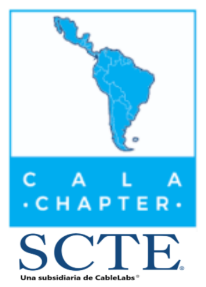 C A L A
·CHAPTER·
SCTE®
Una subsidiaria de CableLabs®